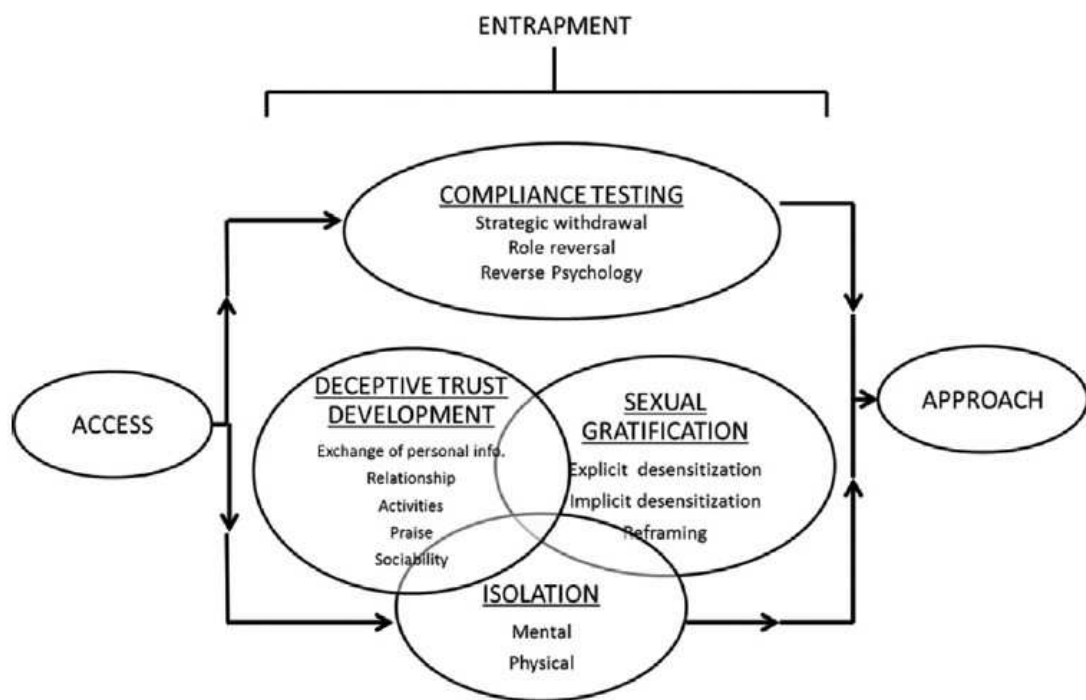 ENTRAPMENT
COMPLIANCE TESTING
Strategic withdrawal
Role reversal
Reverse Psychology
ACCESS
DECEPTIVE TRUST
DEVELOPMENT
Exchange of personal info.
Relationship
Activities
Praise
Sociability
SEXUAL
GRATIFICATION
Explicit desensitization
Implicit desensitization
Reframing
ISOLATION
Mental
Physical
APPROACH